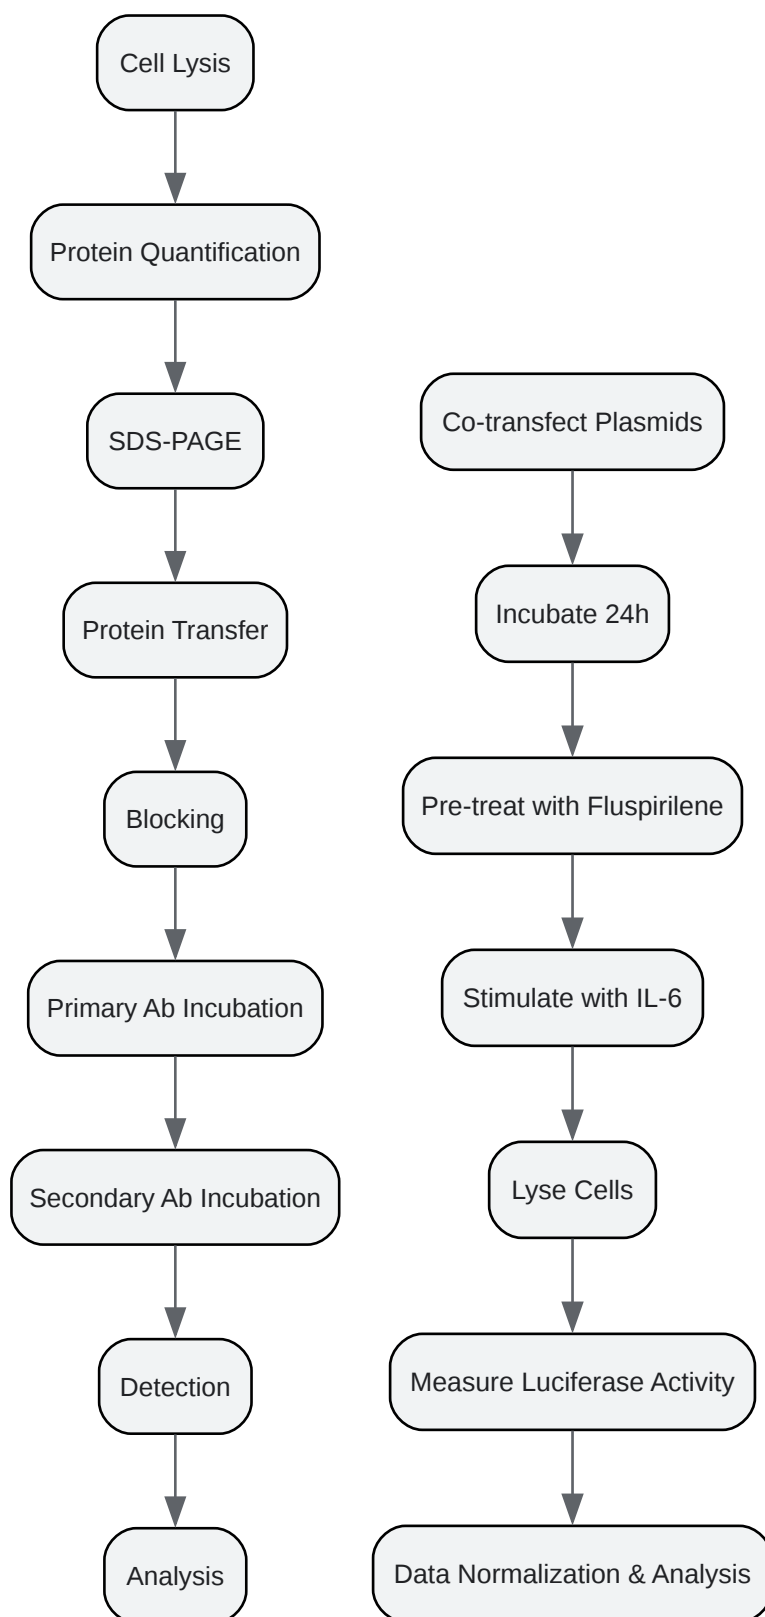 Cell Lysis
Protein Quantification
SDS-PAGE
Protein Transfer
Blocking
Primary Ab Incubation
Secondary Ab Incubation
Detection
Analysis
Co-transfect Plasmids
Incubate 24h
Pre-treat with Fluspirilene
Stimulate with IL-6
Lyse Cells
Measure Luciferase Activity
Data Normalization & Analysis